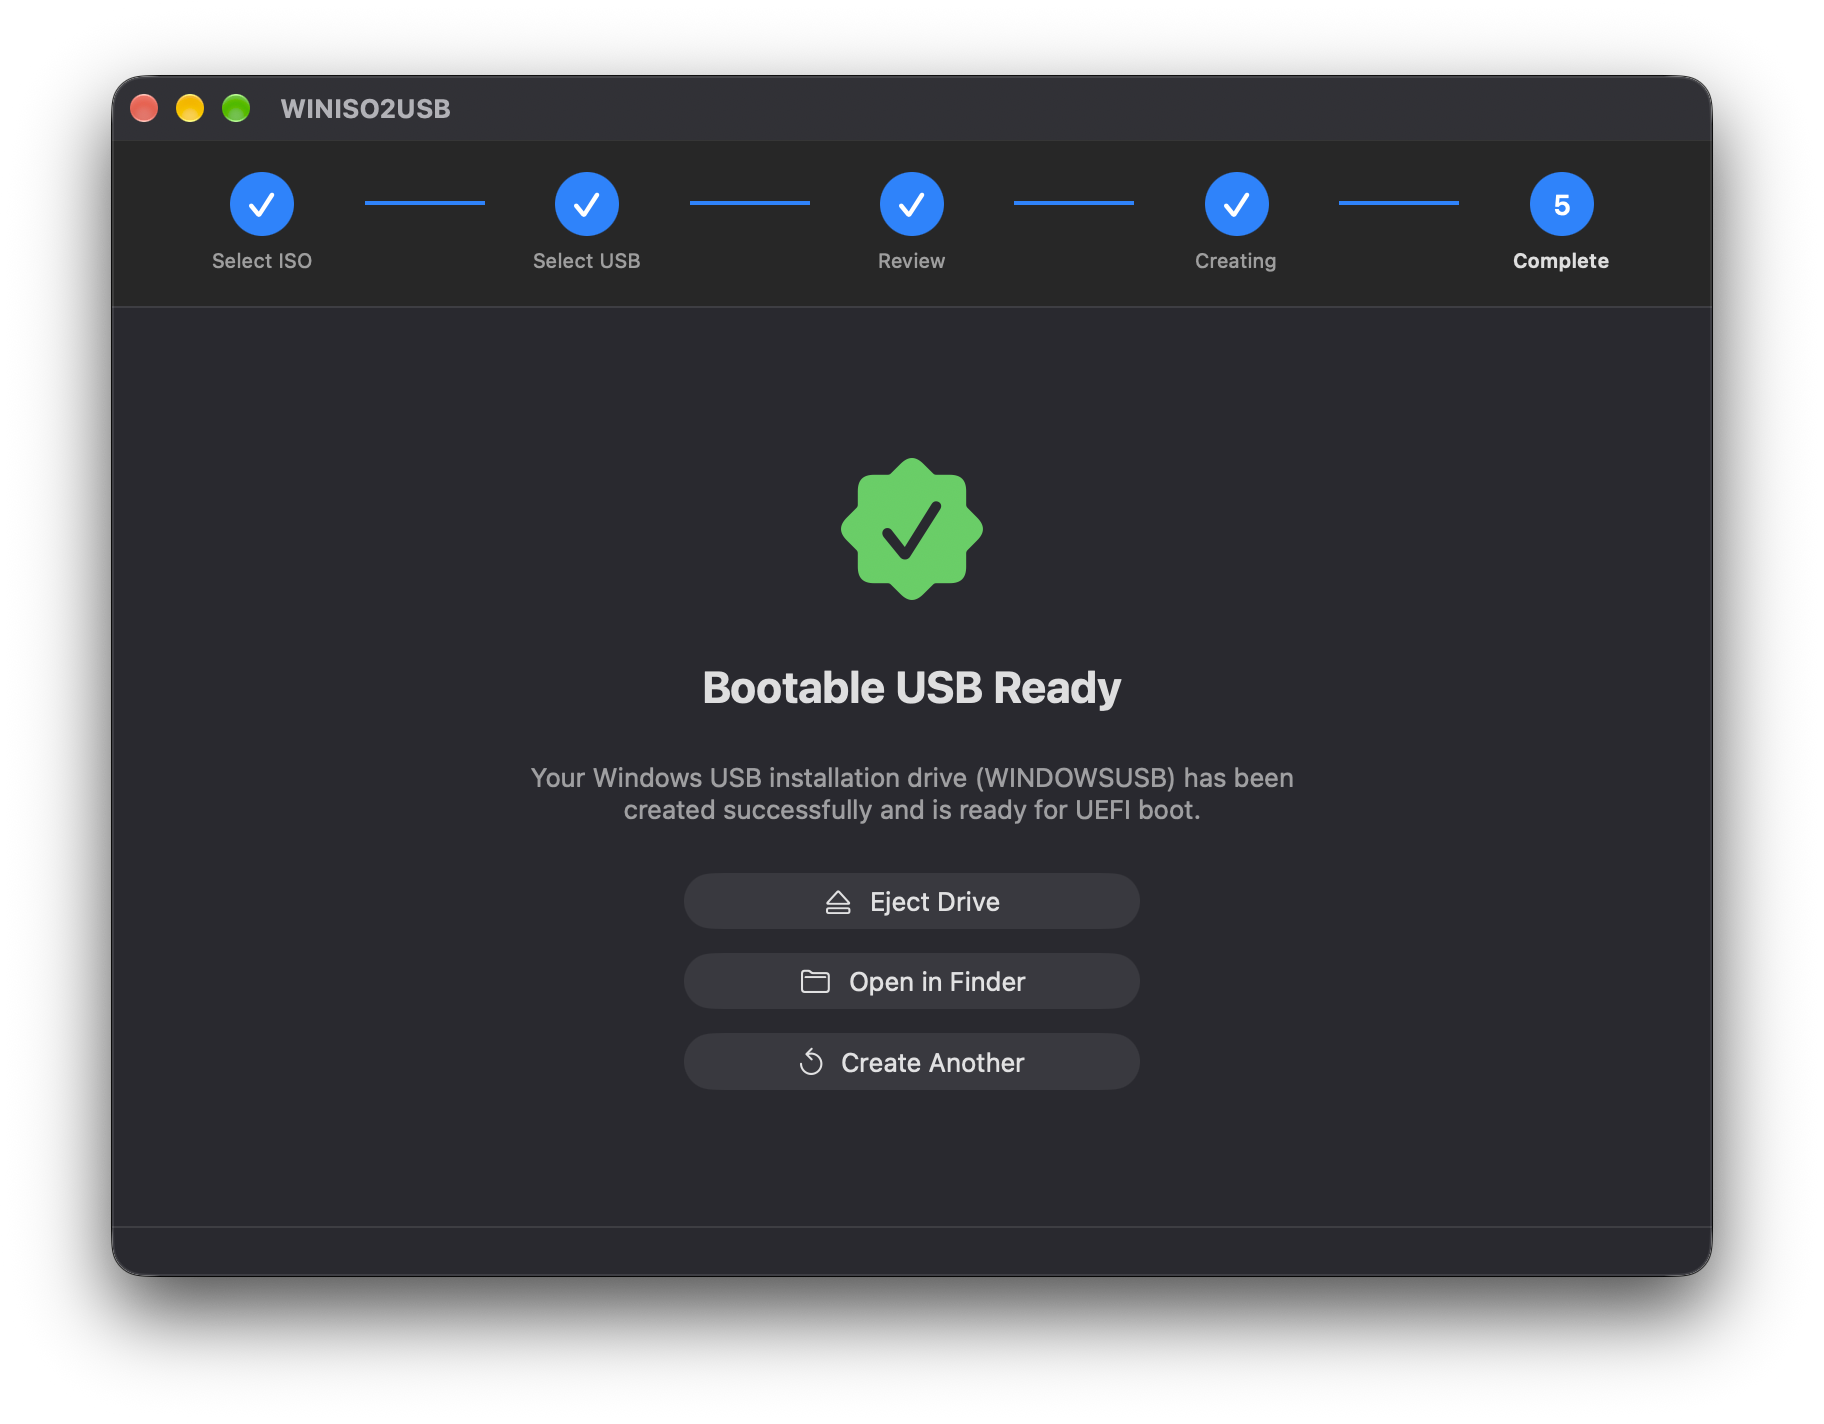 WINISO2USB
5
Select ISO
Select USB
Review
Creating
Complete
Bootable USB Ready
Your Windows USB installation drive (WINDOWSUSB) has been
created successfully and is ready for UEFI boot.
Eject Drive
Open in Finder
Create Another